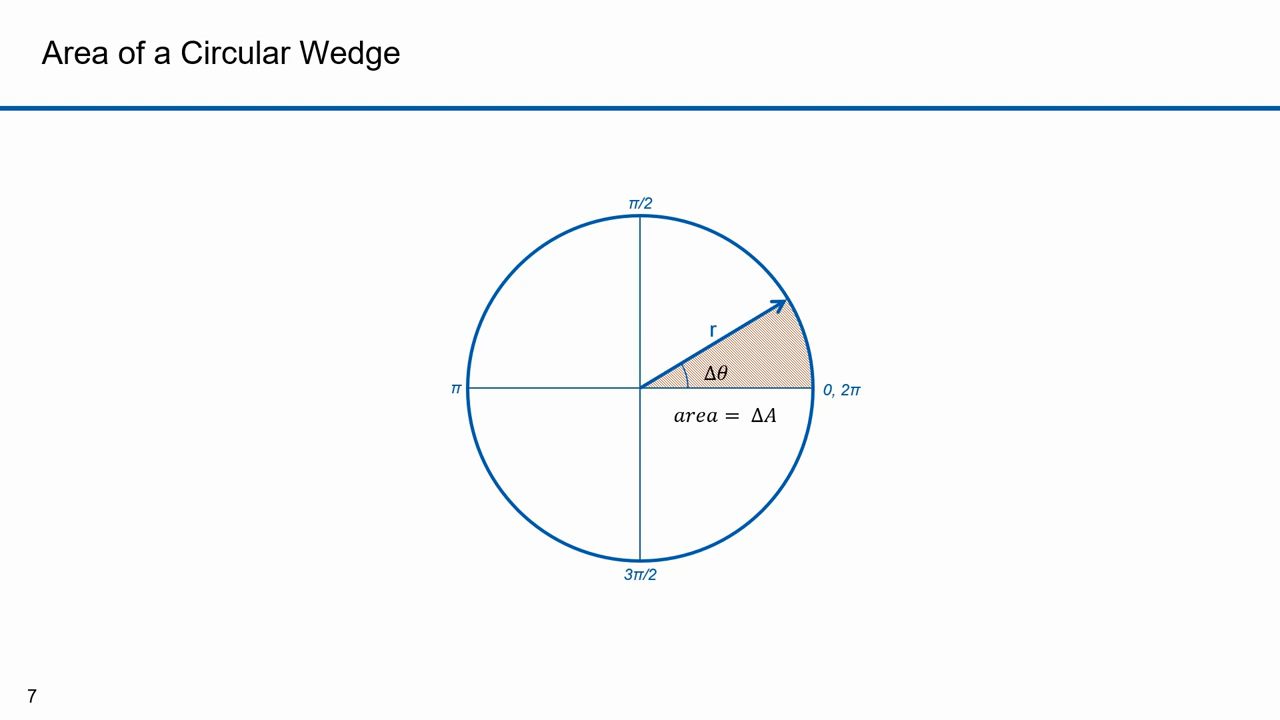 Area of a Circular Wedge
π/2
r
Δθ
π
0, 2π
area = ΔA
3π/2
7